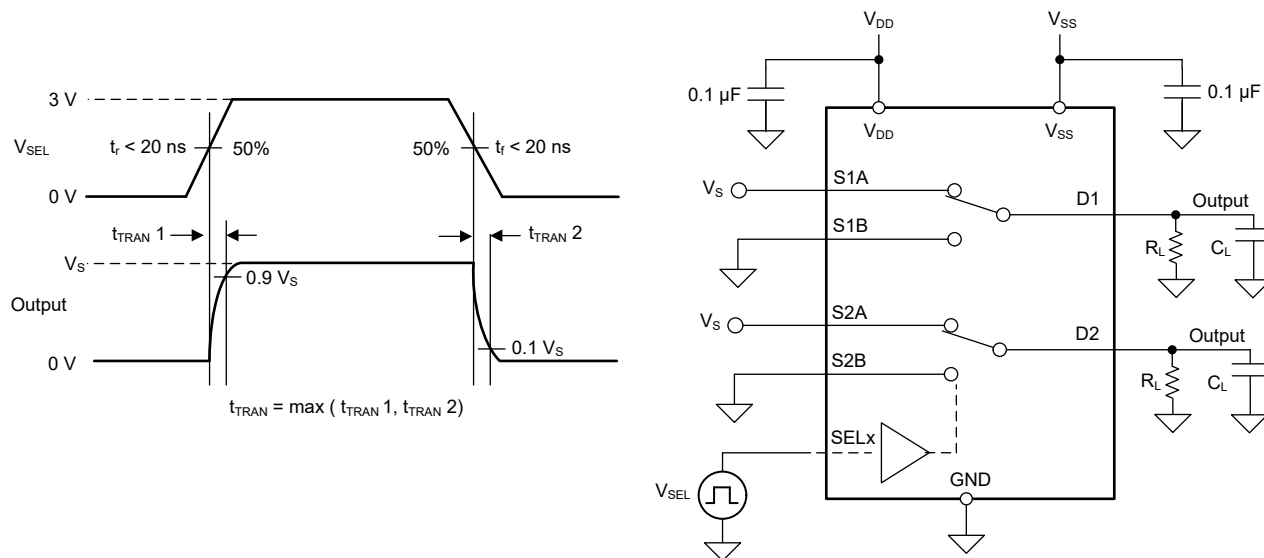 3 V
V_SEL
t_r < 20 ns
50%
50%
t_f < 20 ns
0 V
t_TRAN 1
t_TRAN 2
V_S
0.9 V_S
Output
0.1 V_S
0 V
t_TRAN = max ( t_TRAN 1, t_TRAN 2)
V_DD
V_SS
0.1 µF
0.1 µF
V_DD
V_SS
V_S
S1A
D1
Output
S1B
R_L
C_L
V_S
S2A
D2
Output
S2B
R_L
C_L
SELx
V_SEL
GND